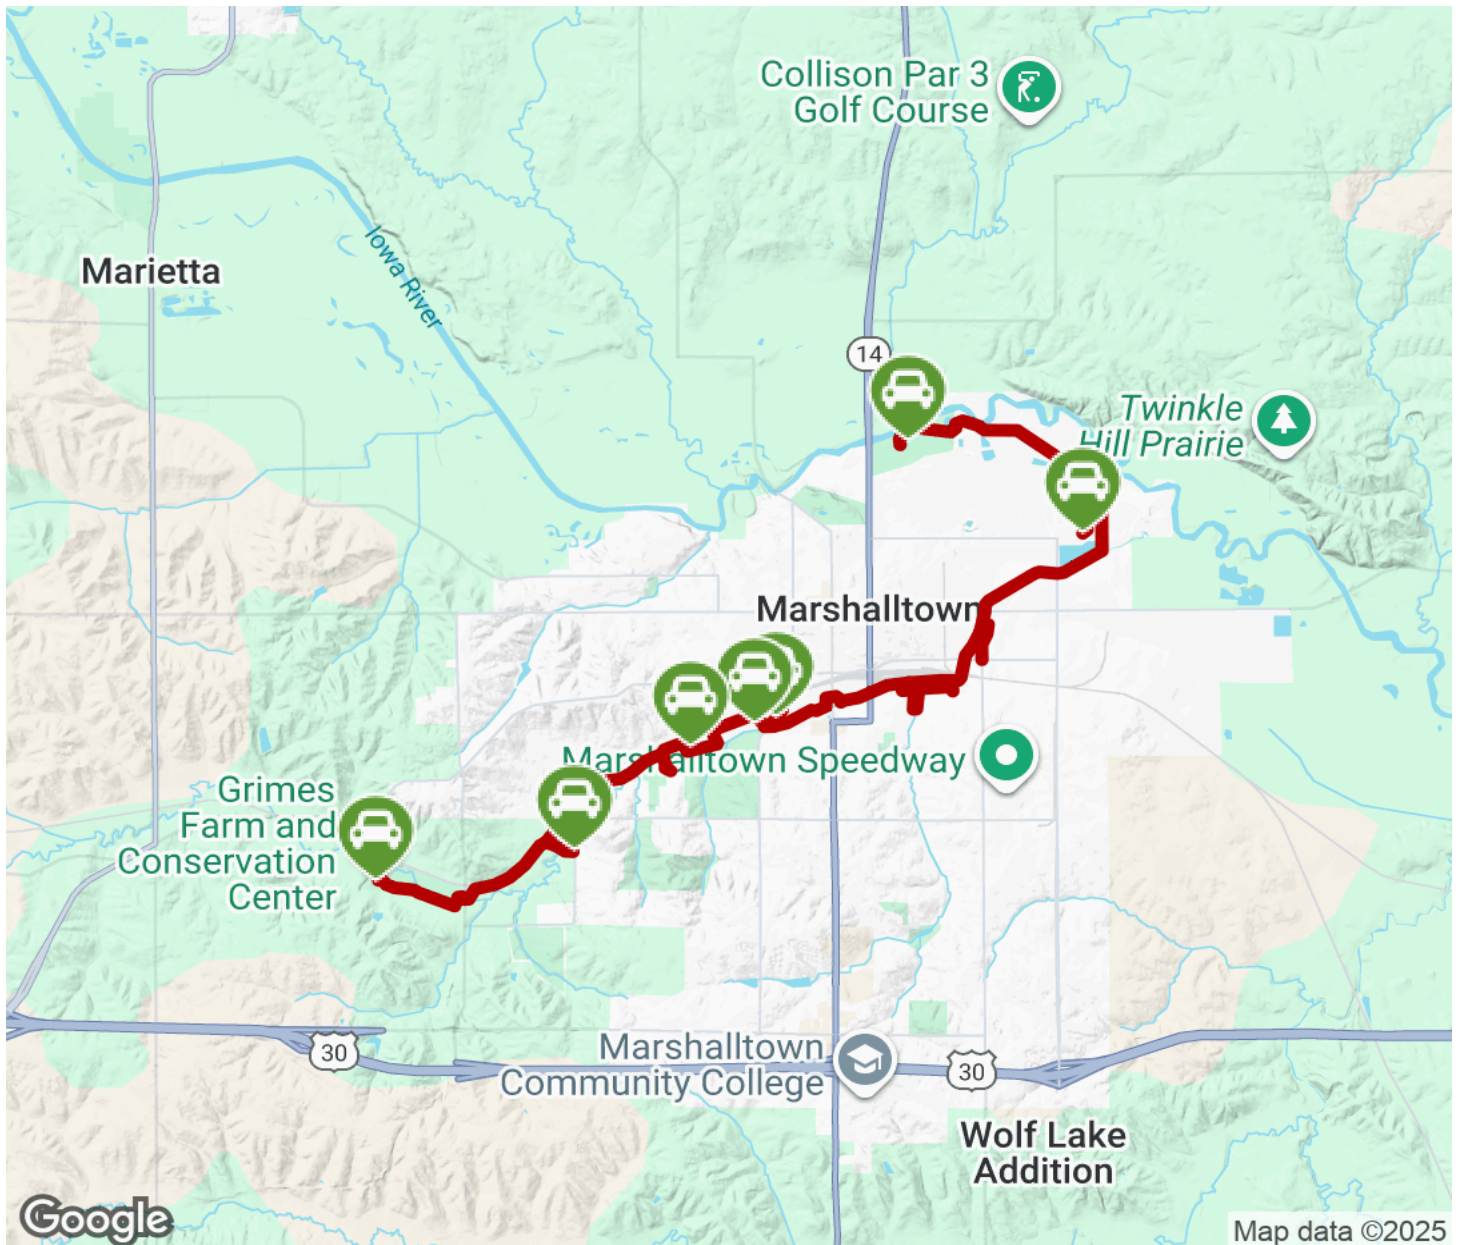 Collison Par 3
Golf Course
Iowa River
Marietta
14
Twinkle
Hill Prairie
Marshalltown
Marshalltown Speedway
Grimes
Farm and
Conservation
Center
30
Marshalltown
Community College
30
Wolf Lake
Addition
Google
Map data ©2025